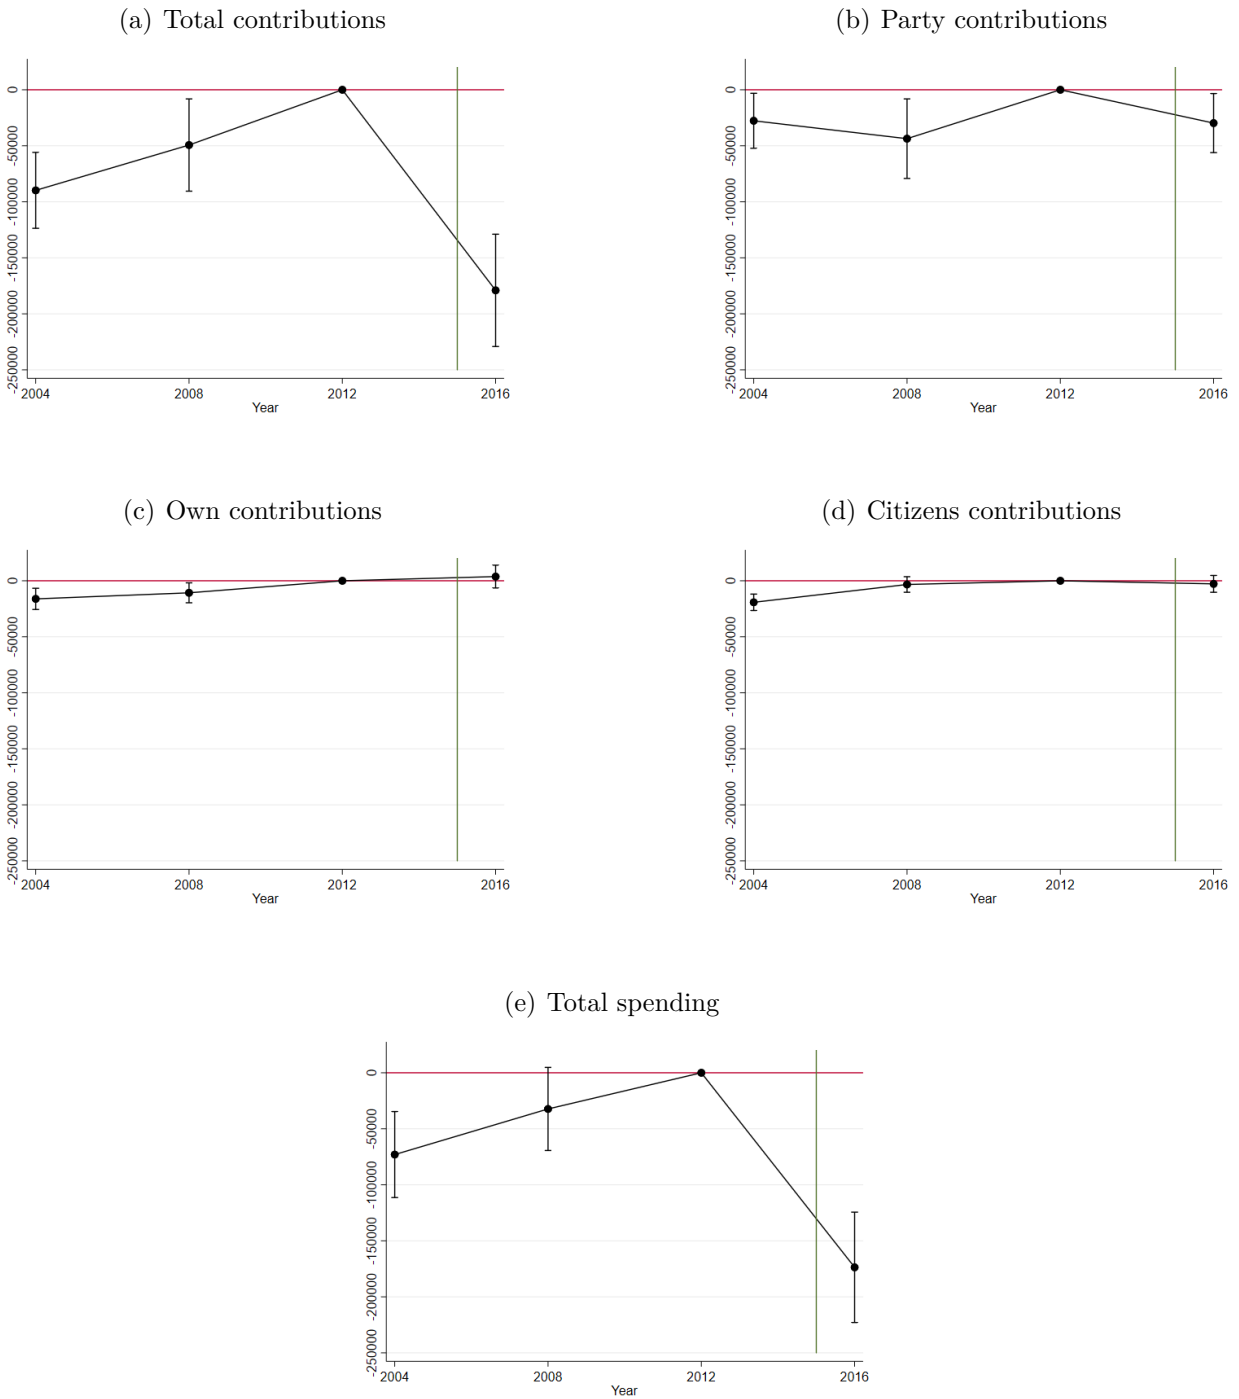 (a) Total contributions
0
-50000
-100000
-150000
-200000
-250000
2004 2008 2012 2016
Year
(b) Party contributions
0
-50000
-100000
-150000
-200000
-250000
2004 2008 2012 2016
Year
(c) Own contributions
0
-50000
-100000
-150000
-200000
-250000
2004 2008 2012 2016
Year
(d) Citizens contributions
0
-50000
-100000
-150000
-200000
-250000
2004 2008 2012 2016
Year
(e) Total spending
0
-50000
-100000
-150000
-200000
-250000
2004 2008 2012 2016
Year